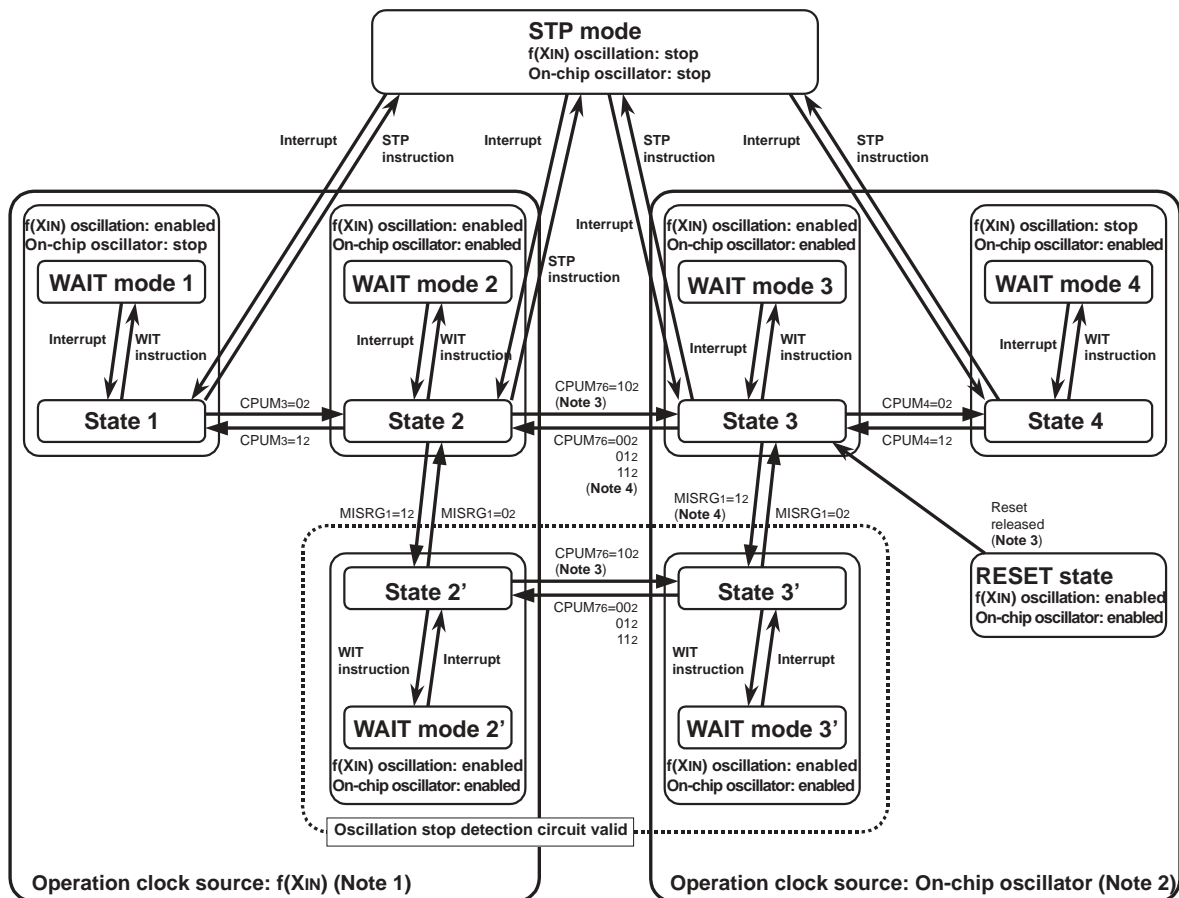 STP mode
f(XIN) oscillation: stop
On-chip oscillator: stop
Interrupt
STP
instruction
Interrupt
STP
instruction
Interrupt
STP
instruction
Interrupt
STP
instruction
f(XIN) oscillation: enabled
On-chip oscillator: stop
WAIT mode 1
Interrupt
WIT
instruction
State 1
CPUM3=02
CPUM3=12
f(XIN) oscillation: enabled
On-chip oscillator: enabled
WAIT mode 2
Interrupt
WIT
instruction
State 2
CPUM76=102
(Note 3)
CPUM76=002
012
112
(Note 4)
f(XIN) oscillation: enabled
On-chip oscillator: enabled
WAIT mode 3
Interrupt
WIT
instruction
State 3
CPUM4=02
CPUM4=12
f(XIN) oscillation: stop
On-chip oscillator: enabled
WAIT mode 4
Interrupt
WIT
instruction
State 4
MISRG1=12
MISRG1=02
MISRG1=12
(Note 4)
MISRG1=02
Reset
released
(Note 3)
RESET state
f(XIN) oscillation: enabled
On-chip oscillator: enabled
State 2’
CPUM76=102
(Note 3)
CPUM76=002
012
112
State 3’
WIT
instruction
Interrupt
WIT
instruction
Interrupt
WAIT mode 2’
f(XIN) oscillation: enabled
On-chip oscillator: enabled
WAIT mode 3’
f(XIN) oscillation: enabled
On-chip oscillator: enabled
Oscillation stop detection circuit valid
Operation clock source: f(XIN) (Note 1)
Operation clock source: On-chip oscillator (Note 2)